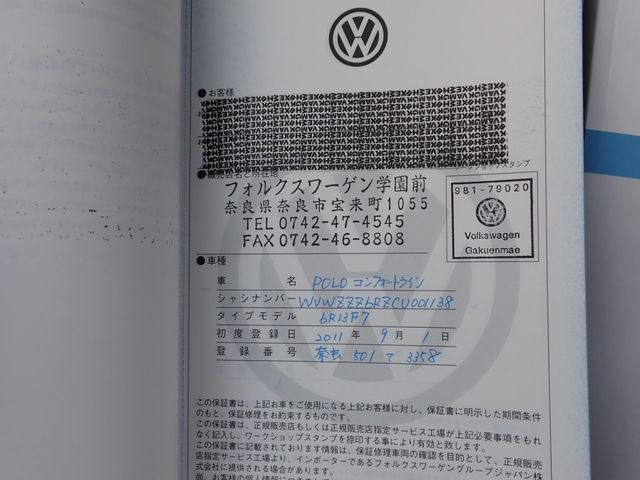 ●お客様
●販売店名と所在地
ワークショップスタンプ
フォルクスワーゲン学園前
奈良県奈良市宝来町1055
TEL0742-47-4545
FAX0742-46-8808
981-79020
Volkswagen
Gakuenmae
●車種
車 名 POLO コンフォートライン
シャシナンバー WVWZZZ6RZCU001138
タイプモデル 6R13F7
初度登録日 2011 年 9 月 1 日
登録番号 奈良 501 て 3358
この保証書は、上記お車をご使用になる上記お客様に対し、保証書に明示した期間条件
のもと、保証修理をお約束するものです。
この保証書は、正規販売店もしくは正規販売店指定サービス工場が上記必要事項をもれ
なく記入し、ワークショップスタンプを捺印する事により有効と致します。
この保証書に記載されております情報は、保証修理車両の確認を目的として、正規販売
店指定サービス工場より、インポーターであるフォルクスワーゲングループジャパン株
式会社に提供される場合があります。